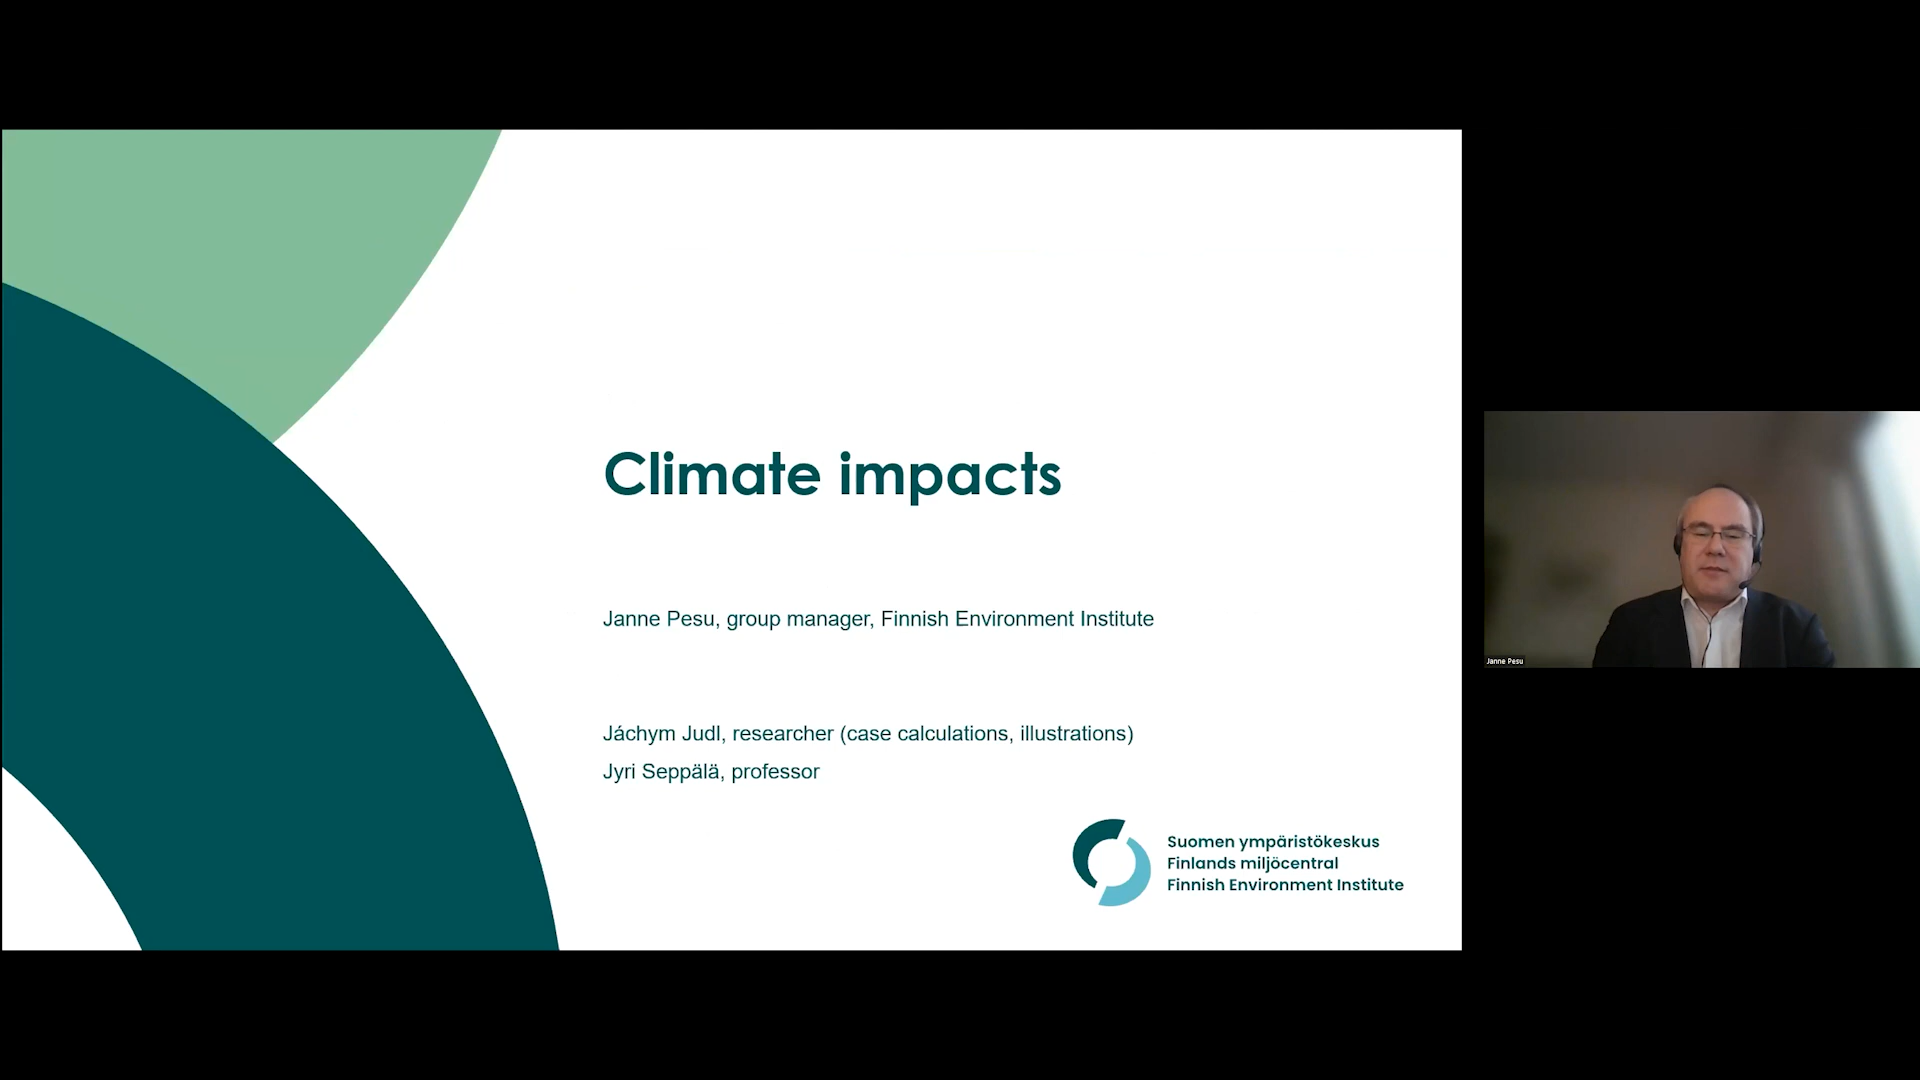 Climate impacts
Janne Pesu, group manager, Finnish Environment Institute
Jáchym Judl, researcher (case calculations, illustrations)
Jyri Seppälä, professor
Suomen ympäristökeskus
Finlands miljöcentral
Finnish Environment Institute
Janne Pesu